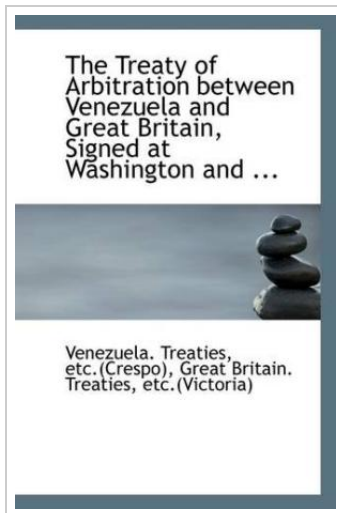 The Treaty of
Arbitration between
Venezuela and
Great Britain,
Signed at
Washington and ...
Venezuela. Treaties,
etc.(Crespo), Great Britain.
Treaties, etc.(Victoria)